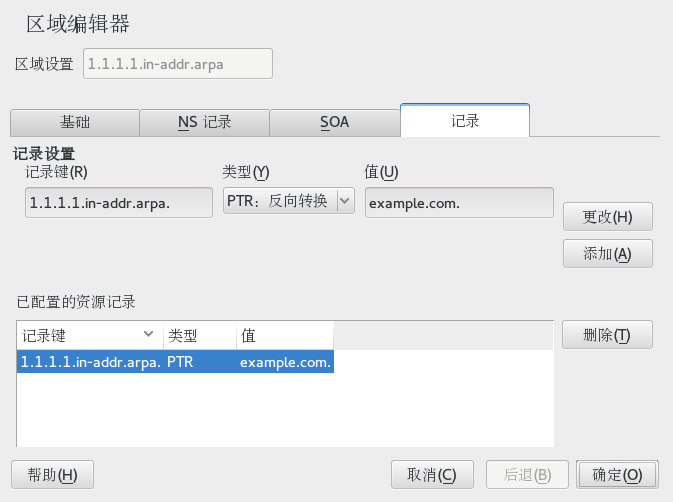 区域编辑器
区域设置 1.1.1.1.in-addr.arpa
基础 NS 记录 SOA 记录
记录设置
记录键(R) 类型(Y) 值(U)
1.1.1.1.in-addr.arpa. PTR：反向转换 example.com.
更改(H)
添加(A)
已配置的资源记录
记录键 类型 值
删除(T)
1.1.1.1.in-addr.arpa. PTR example.com.
帮助(H) 取消(C) 后退(B) 确定(O)